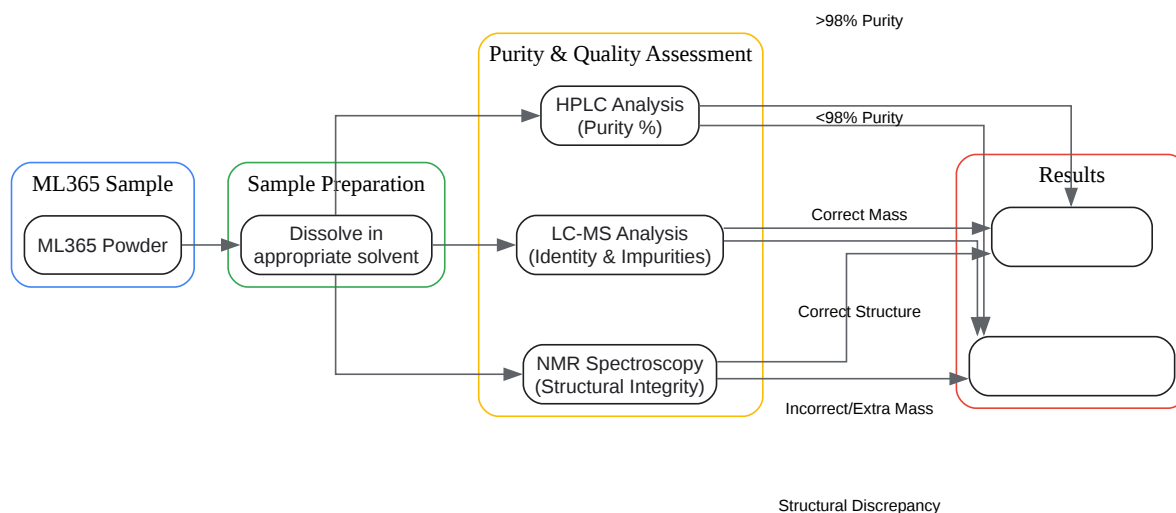 >98% Purity
Purity & Quality Assessment
HPLC Analysis
(Purity %)
<98% Purity
ML365 Sample
Sample Preparation
Results
ML365 Powder
Dissolve in
appropriate solvent
LC-MS Analysis
(Identity & Impurities)
Correct Mass
Correct Structure
NMR Spectroscopy
(Structural Integrity)
Incorrect/Extra Mass
Structural Discrepancy